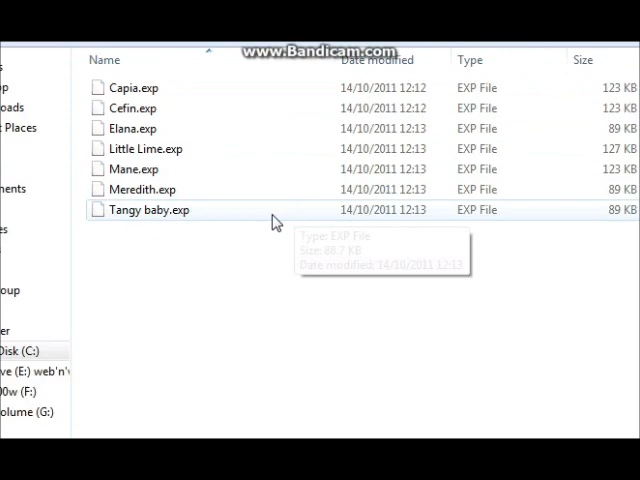 www.Bandicam.com
Name Date modified Type Size
Capia.exp 14/10/2011 12:12 EXP File 123 KB
Cefin.exp 14/10/2011 12:12 EXP File 123 KB
Elana.exp 14/10/2011 12:13 EXP File 89 KB
Little Lime.exp 14/10/2011 12:13 EXP File 127 KB
Mane.exp 14/10/2011 12:13 EXP File 123 KB
Meredith.exp 14/10/2011 12:13 EXP File 89 KB
Tangy baby.exp 14/10/2011 12:13 EXP File 89 KB
Type: EXP File
Size: 88.7 KB
Date modified: 14/10/2011 12:13
s
p
oads
t Places
ments
es
oup
er
Disk (C:)
ve (E:) web'n'v
00w (F:)
olume (G:)